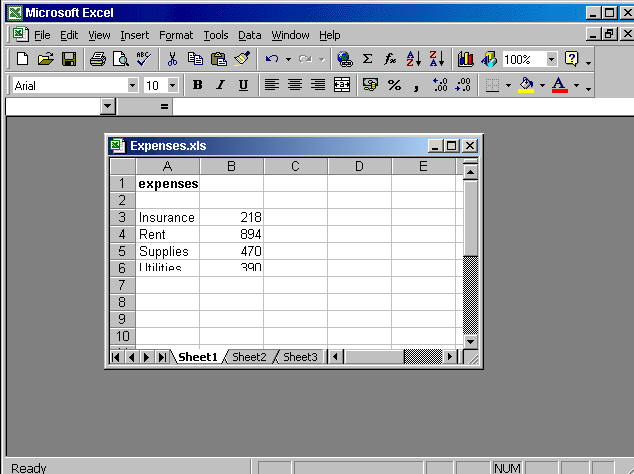 Microsoft Excel
File Edit View Insert Format Tools Data Window Help
ABC Σ fx A Z Z A 100% ?
Arial 10 B I U % , A
=
Expenses.xls
A B C D E
1 expenses
2
3 Insurance 218
4 Rent 894
5 Supplies 470
6 Utilities 390
7
8
9
10
Sheet1 Sheet2 Sheet3
Ready NUM